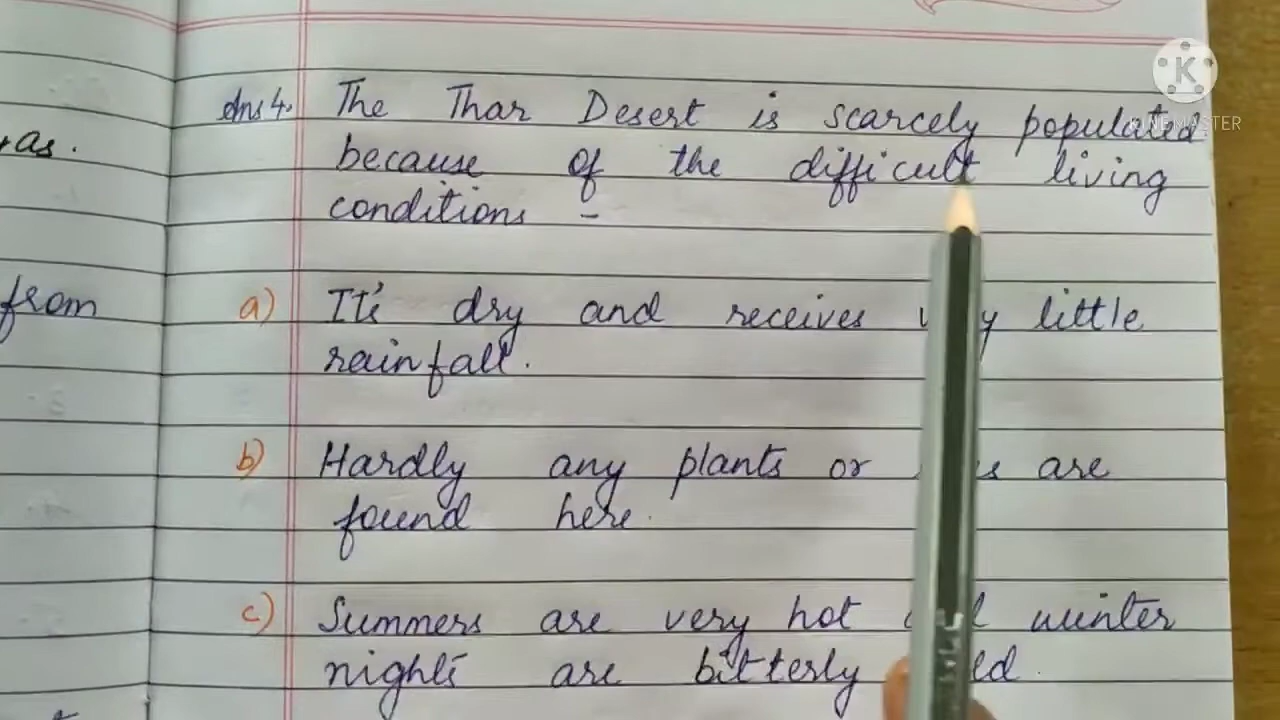 as.
from
Ans 4. The Thar Desert is scarcely populated
because of the difficult living
conditions -
a) It's dry and receives little
rainfall.
b) Hardly any plants or are
found here.
c) Summers are very hot winter
nights are bitterly
K
KINEMASTER